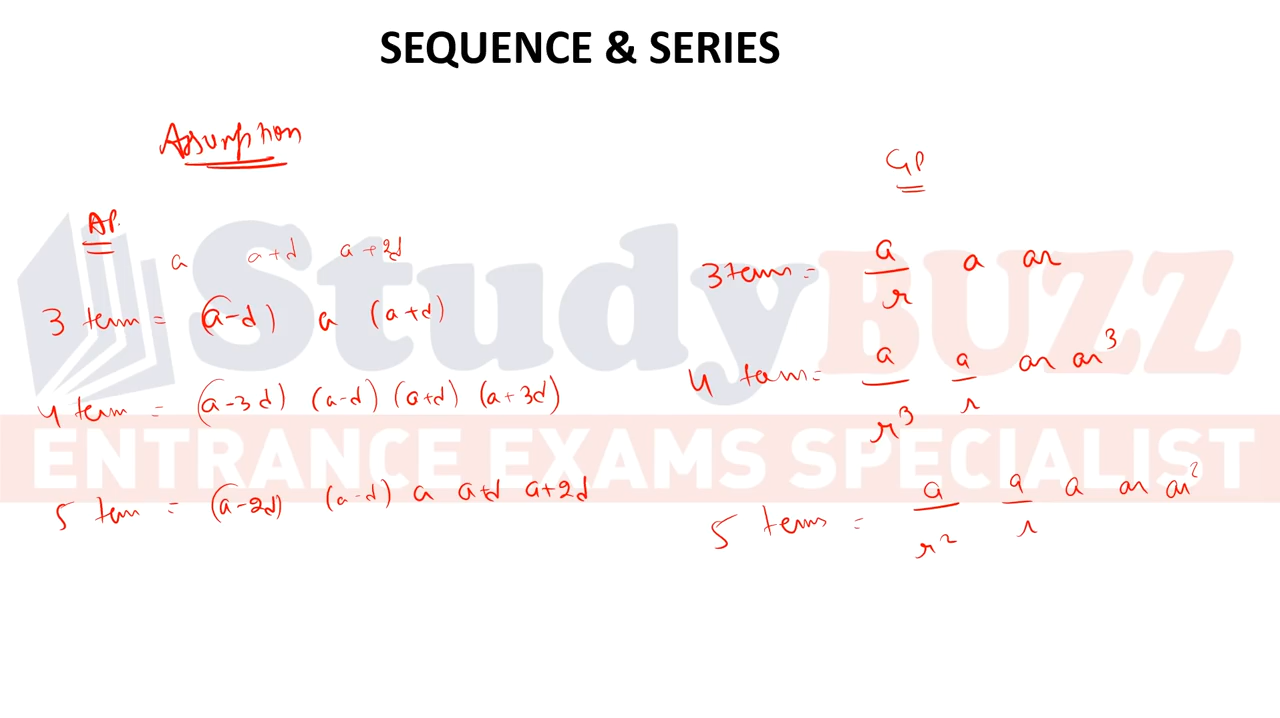 SEQUENCE & SERIES
Assumption
AP.
a a+d a+2d
3 term = (a-d) a (a+d)
4 term = (a-3d) (a-d) (a+d) (a+3d)
5 term = (a-2d) (a-d) a a+d a+2d
GP
3 terms = a/r a ar
4 term = a/r³ a/r ar ar³
5 terms = a/r² a/r a ar ar²
StudyBUZZ
ENTRANCE EXAMS SPECIALIST